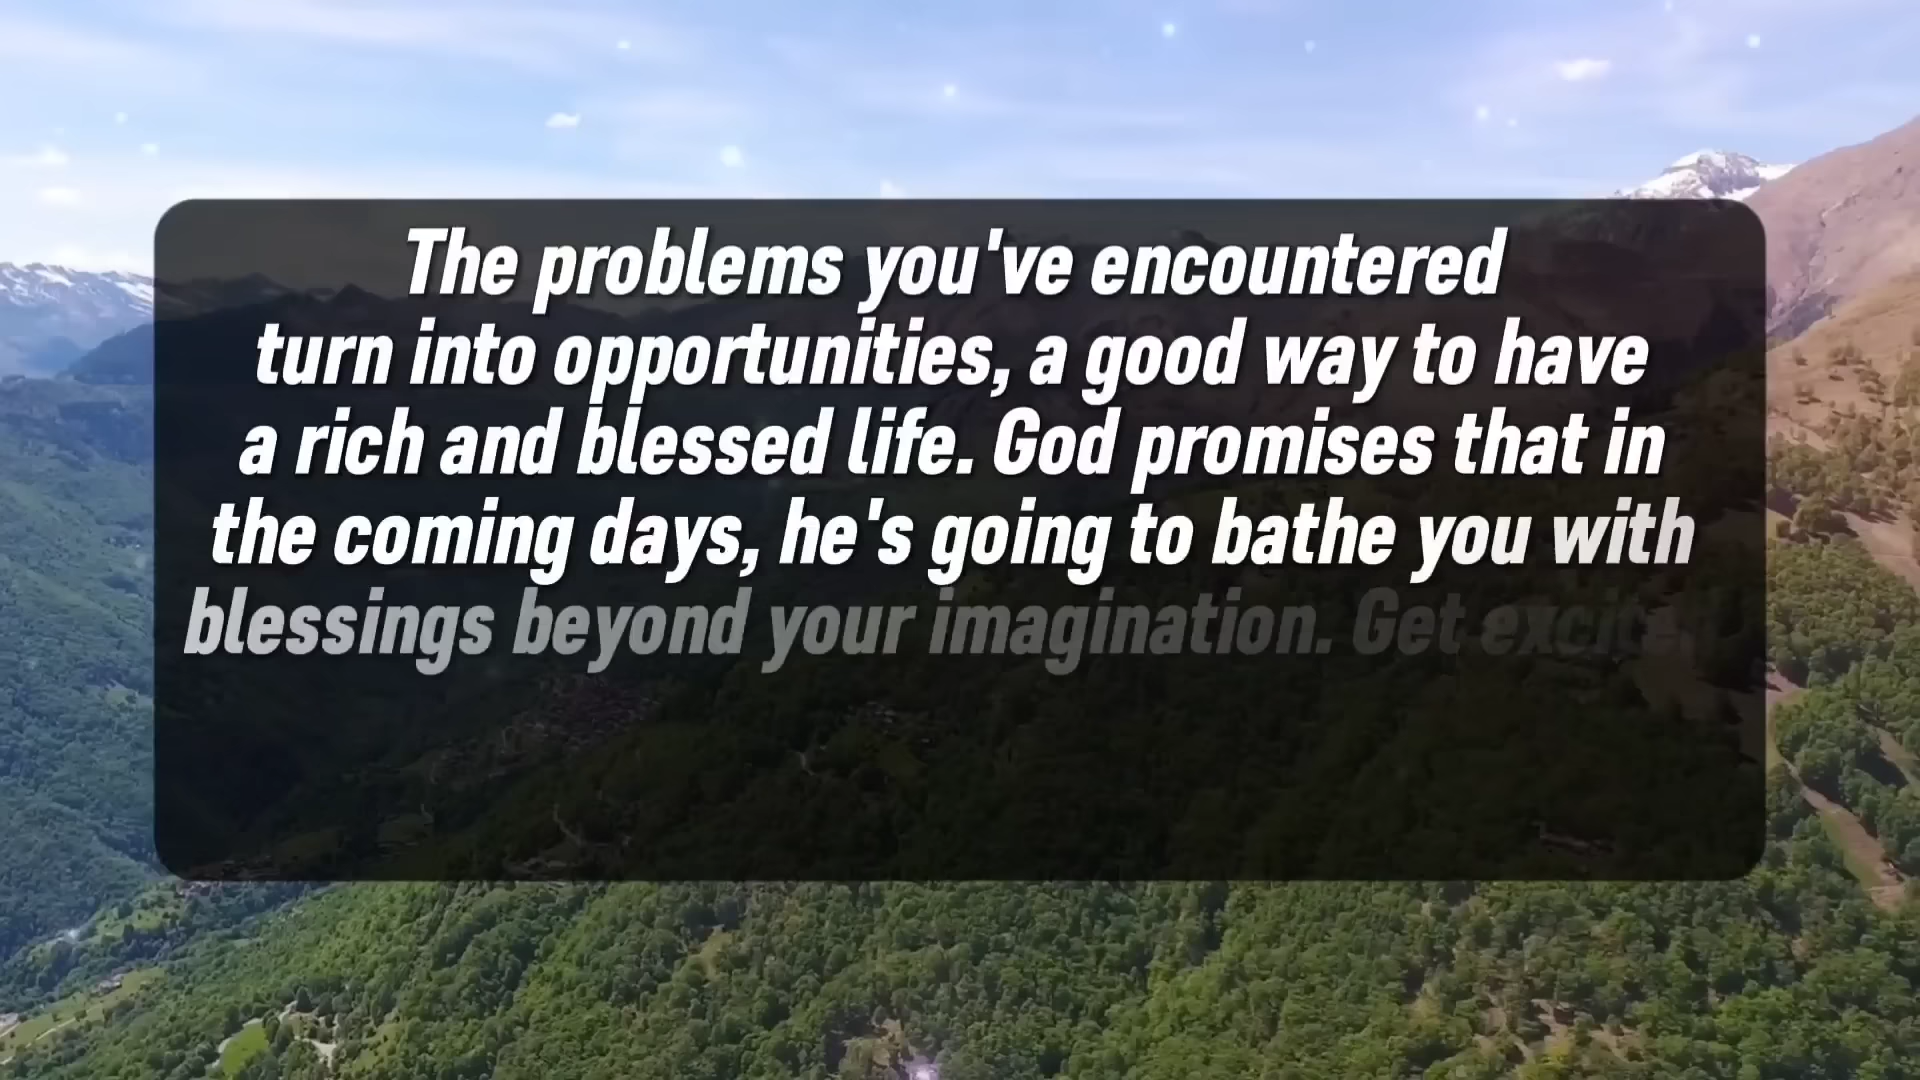 The problems you've encountered
turn into opportunities, a good way to have
a rich and blessed life. God promises that in
the coming days, he's going to bathe you with
blessings beyond your imagination. Get excited